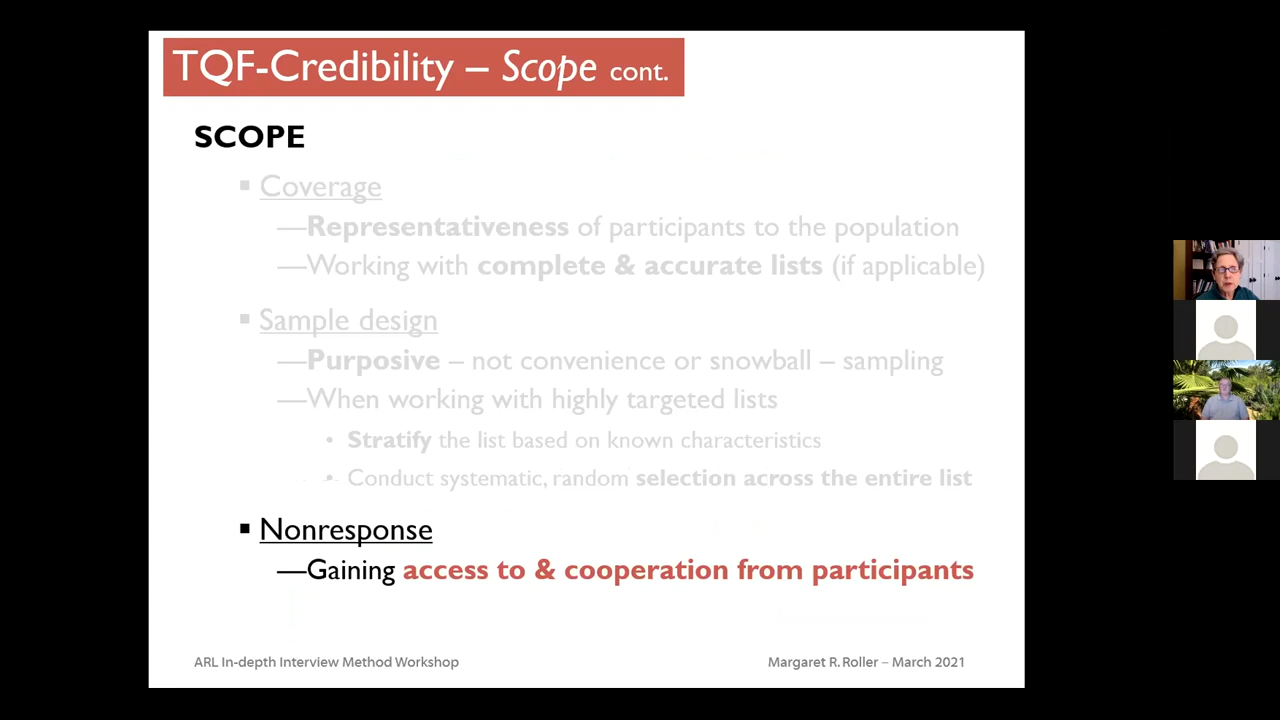 TQF-Credibility – Scope cont.
SCOPE
▪ Coverage
—Representativeness of participants to the population
—Working with complete & accurate lists (if applicable)
▪ Sample design
—Purposive – not convenience or snowball – sampling
—When working with highly targeted lists
• Stratify the list based on known characteristics
• Conduct systematic, random selection across the entire list
▪ Nonresponse
—Gaining access to & cooperation from participants
ARL In-depth Interview Method Workshop
Margaret R. Roller – March 2021